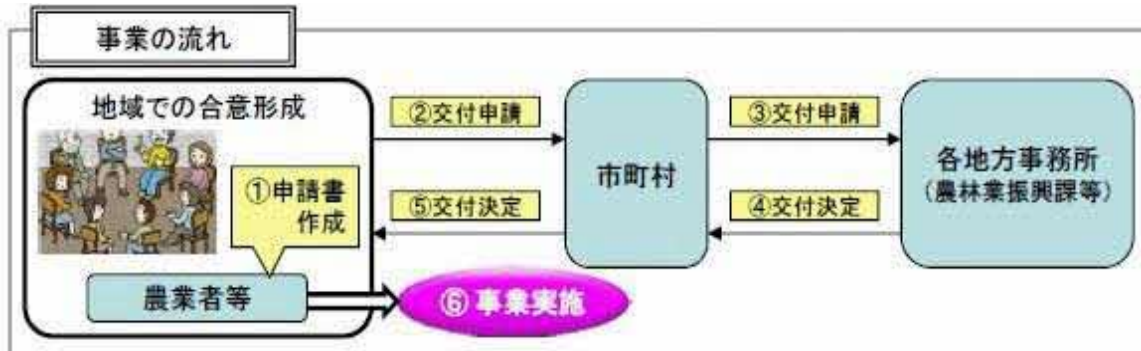 事業の流れ
地域での合意形成
①申請書
作成
農業者等
②交付申請
⑤交付決定
⑥事業実施
市町村
③交付申請
④交付決定
各地方事務所
(農林業振興課等)